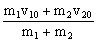 m₁v₁₀ + m₂v₂₀
m₁ + m₂